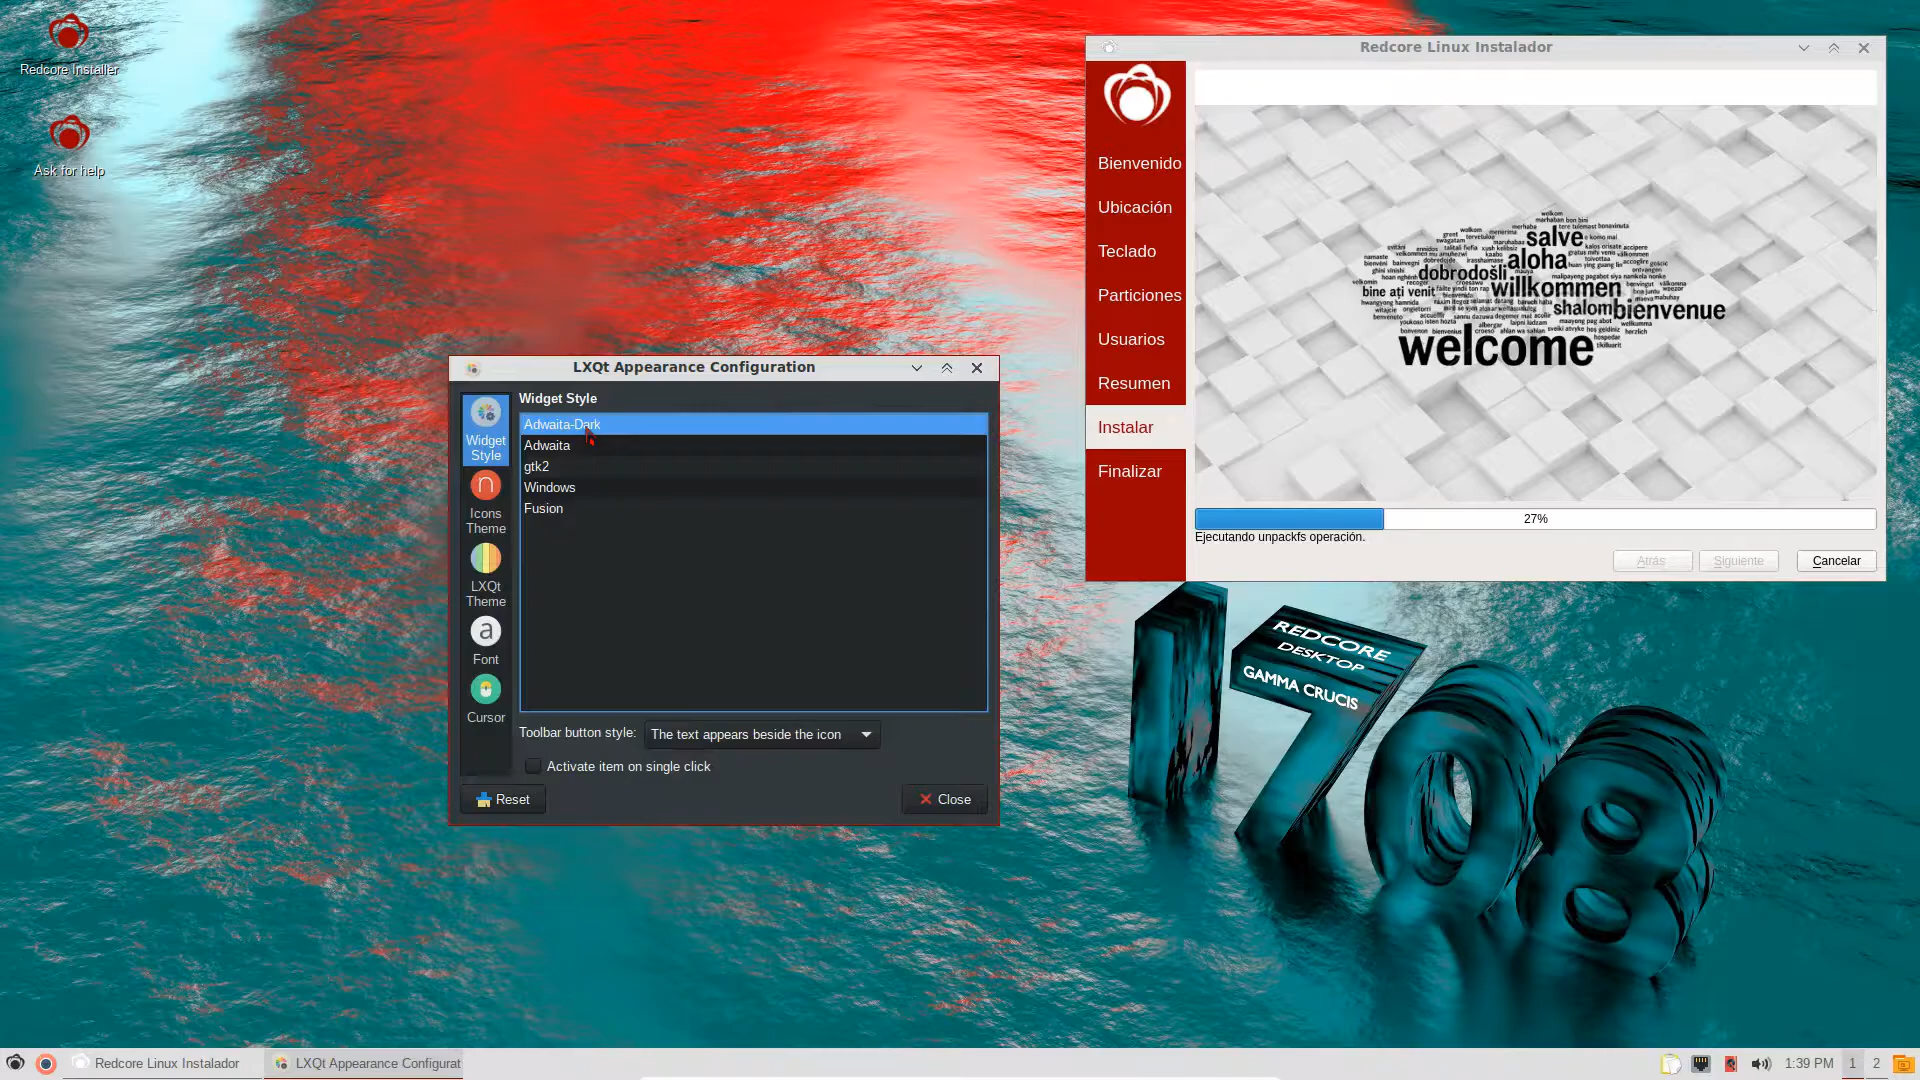 Redcore Installer
Ask for help
Redcore Linux Instalador
Bienvenido
Ubicación
Teclado
Particiones
Usuarios
Resumen
Instalar
Finalizar
salve
aloha
dobrodošli
willkommen
bine ați venit
shalom
bienvenue
welcome
27%
Ejecutando unpackfs operación.
Atrás
Siguiente
Cancelar
LXQt Appearance Configuration
Widget Style
Icons Theme
LXQt Theme
Font
Cursor
Widget Style
Adwaita-Dark
Adwaita
gtk2
Windows
Fusion
Toolbar button style: The text appears beside the icon
Activate item on single click
Reset
Close
REDCORE
DESKTOP
GAMMA CRUCIS
1708
Redcore Linux Instalador
LXQt Appearance Configurat
1:39 PM
1
2